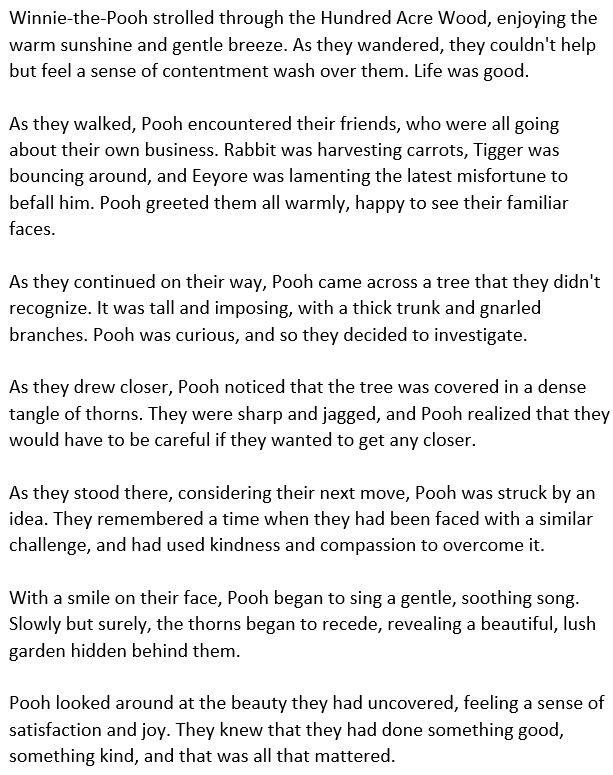 Winnie-the-Pooh strolled through the Hundred Acre Wood, enjoying the
warm sunshine and gentle breeze. As they wandered, they couldn't help
but feel a sense of contentment wash over them. Life was good.

As they walked, Pooh encountered their friends, who were all going
about their own business. Rabbit was harvesting carrots, Tigger was
bouncing around, and Eeyore was lamenting the latest misfortune to
befall him. Pooh greeted them all warmly, happy to see their familiar
faces.

As they continued on their way, Pooh came across a tree that they didn't
recognize. It was tall and imposing, with a thick trunk and gnarled
branches. Pooh was curious, and so they decided to investigate.

As they drew closer, Pooh noticed that the tree was covered in a dense
tangle of thorns. They were sharp and jagged, and Pooh realized that they
would have to be careful if they wanted to get any closer.

As they stood there, considering their next move, Pooh was struck by an
idea. They remembered a time when they had been faced with a similar
challenge, and had used kindness and compassion to overcome it.

With a smile on their face, Pooh began to sing a gentle, soothing song.
Slowly but surely, the thorns began to recede, revealing a beautiful, lush
garden hidden behind them.

Pooh looked around at the beauty they had uncovered, feeling a sense of
satisfaction and joy. They knew that they had done something good,
something kind, and that was all that mattered.